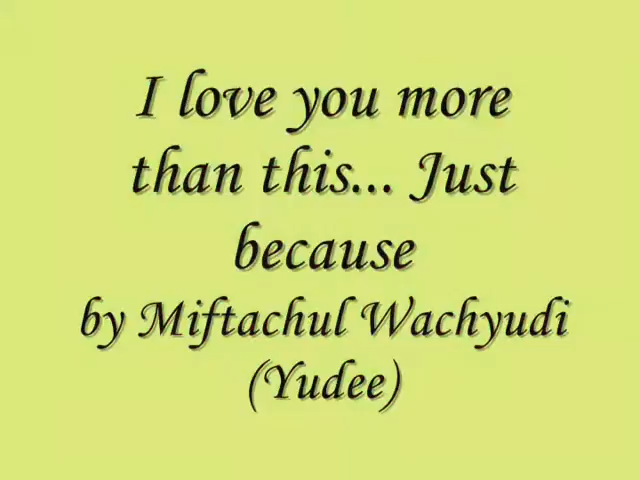 I love you more
than this... Just
because
by Miftachul Wachyudi
(Yudee)